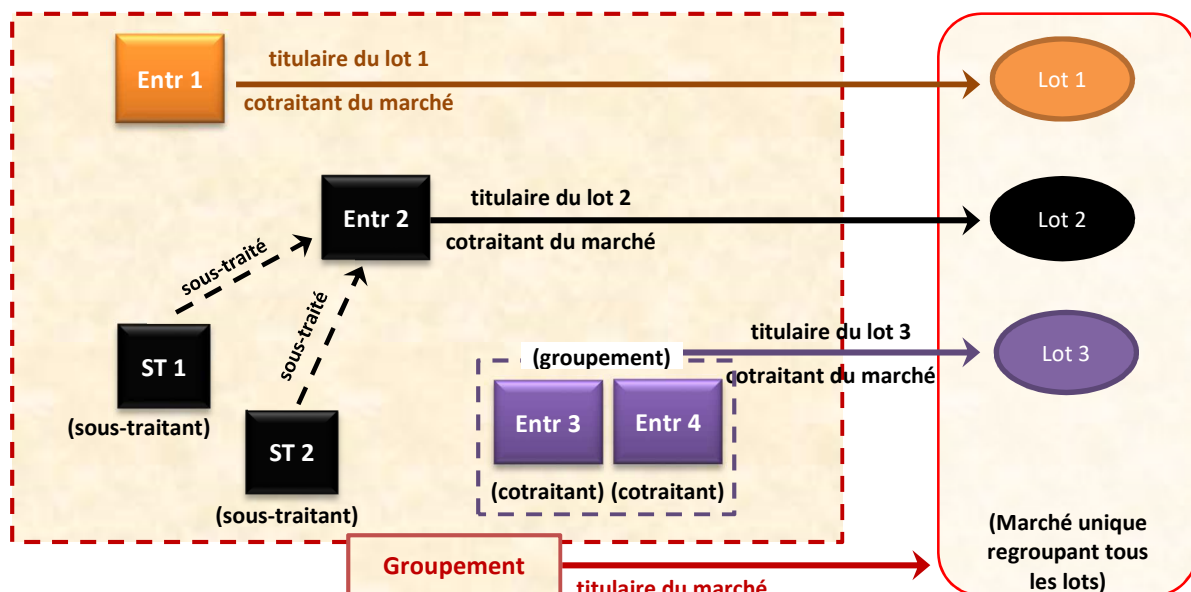 titulaire du lot 1
Entr 1
Lot 1
cotraitant du marché
titulaire du lot 2
Entr 2
Lot 2
cotraitant du marché
sous-traité
sous-traité
titulaire du lot 3
(groupement)
Lot 3
cotraitant du marché
ST 1
Entr 3
Entr 4
(sous-traitant)
ST 2
(cotraitant)
(cotraitant)
(sous-traitant)
(Marché unique
regroupant tous
les lots)
Groupement
titulaire du marché